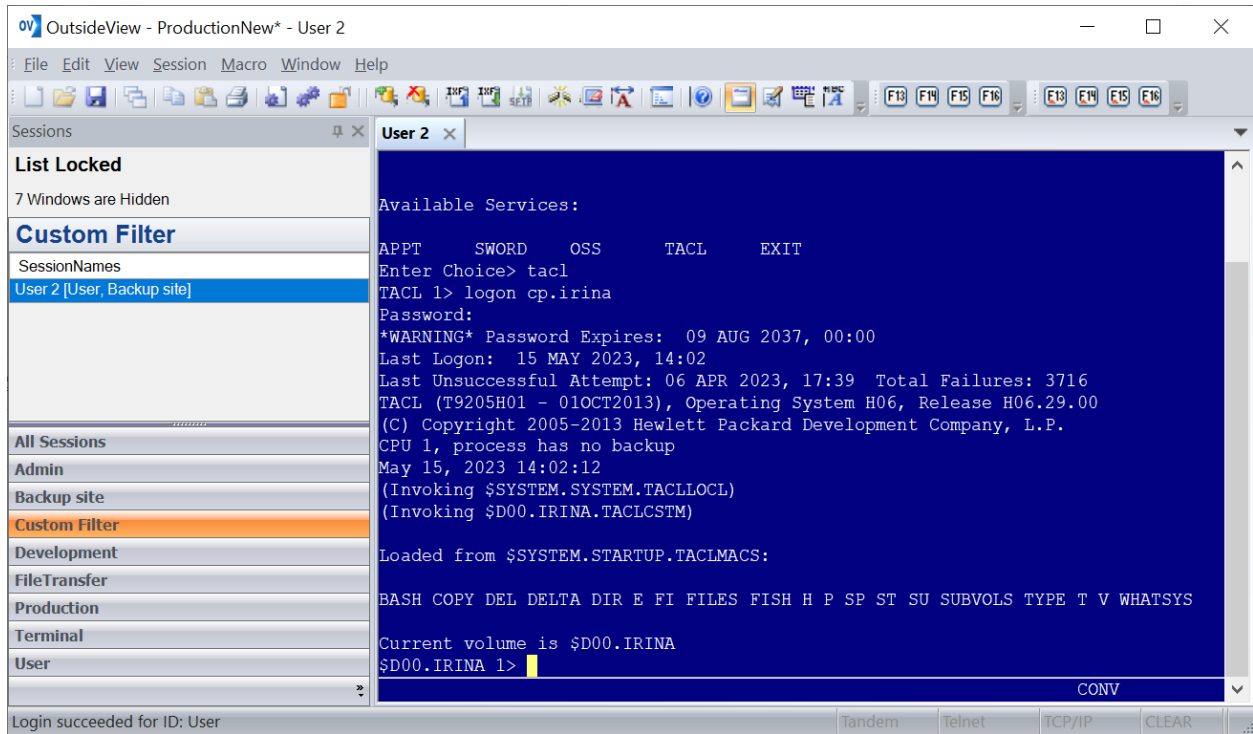 OutsideView - ProductionNew* - User 2
File Edit View Session Macro Window Help
F13 F14 F15 F16 F13 F14 F15 F16
Sessions
User 2
List Locked
7 Windows are Hidden
Custom Filter
SessionNames
User 2 [User, Backup site]
All Sessions
Admin
Backup site
Custom Filter
Development
FileTransfer
Production
Terminal
User
Available Services:
APPT SWORD OSS TACL EXIT
Enter Choice> tacl
TACL 1> logon cp.irina
Password:
*WARNING* Password Expires: 09 AUG 2037, 00:00
Last Logon: 15 MAY 2023, 14:02
Last Unsuccessful Attempt: 06 APR 2023, 17:39 Total Failures: 3716
TACL (T9205H01 - 01OCT2013), Operating System H06, Release H06.29.00
(C) Copyright 2005-2013 Hewlett Packard Development Company, L.P.
CPU 1, process has no backup
May 15, 2023 14:02:12
(Invoking $SYSTEM.SYSTEM.TACLLOCL)
(Invoking $D00.IRINA.TACLCSTM)
Loaded from $SYSTEM.STARTUP.TACLMACS:
BASH COPY DEL DELTA DIR E FI FILES FISH H P SP ST SU SUBVOLS TYPE T V WHATSYS
Current volume is $D00.IRINA
$D00.IRINA 1>
CONV
Login succeeded for ID: User
Tandem Telnet TCP/IP CLEAR